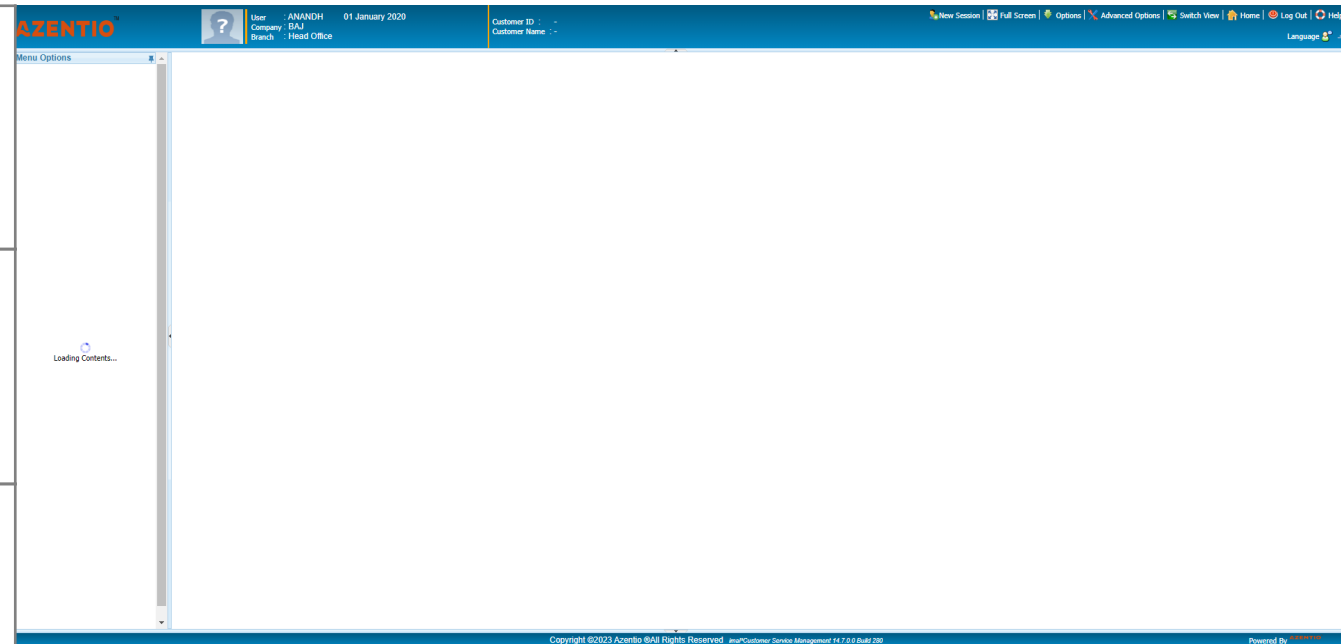 AZENTIO™
User : ANANDH 01 January 2020
Company : BAJ
Branch : Head Office
Customer ID : -
Customer Name : -
New Session | Full Screen | Options | Advanced Options | Switch View | Home | Log Out | Help
Language
Menu Options
Loading Contents...
Copyright ©2023 Azentio ®All Rights Reserved imal®Customer Service Management 14.7.0.0 Build 280
Powered By AZENTIO